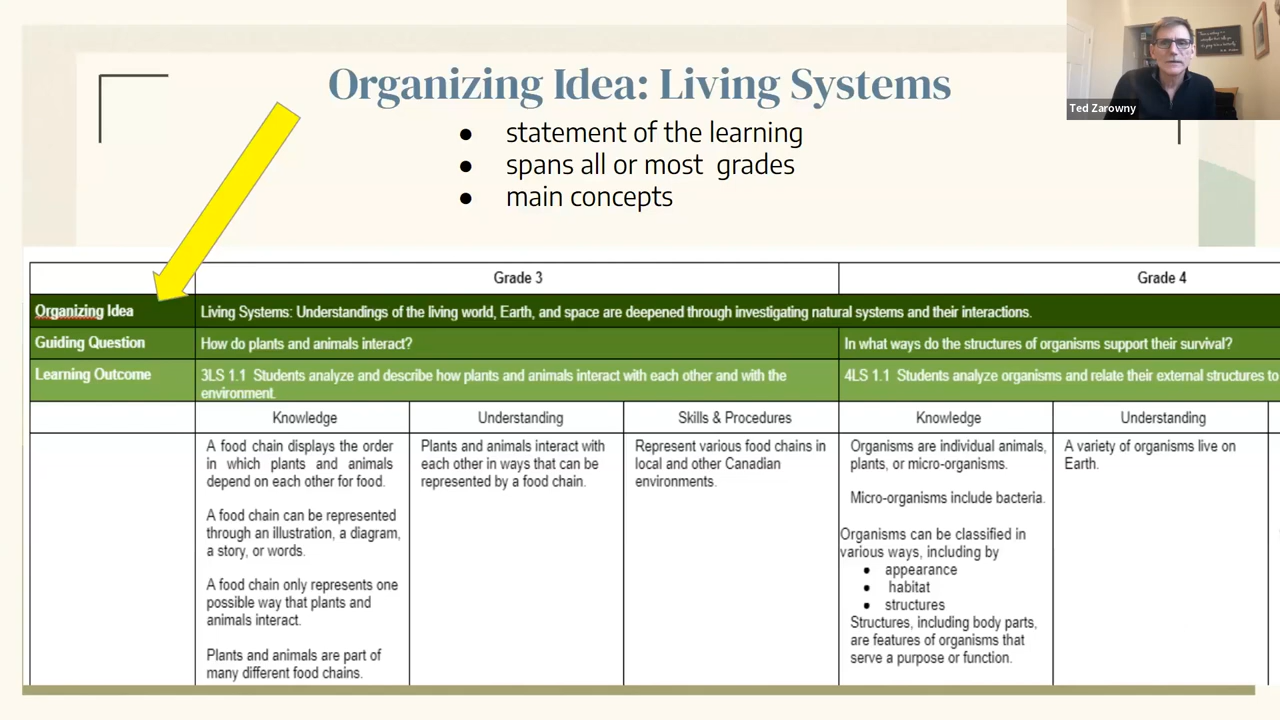 Organizing Idea: Living Systems
● statement of the learning
● spans all or most grades
● main concepts
Ted Zarowny
Grade 3
Grade 4
Organizing Idea
Living Systems: Understandings of the living world, Earth, and space are deepened through investigating natural systems and their interactions.
Guiding Question
How do plants and animals interact?
In what ways do the structures of organisms support their survival?
Learning Outcome
3LS 1.1 Students analyze and describe how plants and animals interact with each other and with the
environment.
4LS 1.1 Students analyze organisms and relate their external structures to
Knowledge
Understanding
Skills & Procedures
Knowledge
Understanding
A food chain displays the order
in which plants and animals
depend on each other for food.
A food chain can be represented
through an illustration, a diagram,
a story, or words.
A food chain only represents one
possible way that plants and
animals interact.
Plants and animals are part of
many different food chains.
Plants and animals interact with
each other in ways that can be
represented by a food chain.
Represent various food chains in
local and other Canadian
environments.
Organisms are individual animals,
plants, or micro-organisms.
Micro-organisms include bacteria.
Organisms can be classified in
various ways, including by
● appearance
● habitat
● structures
Structures, including body parts,
are features of organisms that
serve a purpose or function.
A variety of organisms live on
Earth.